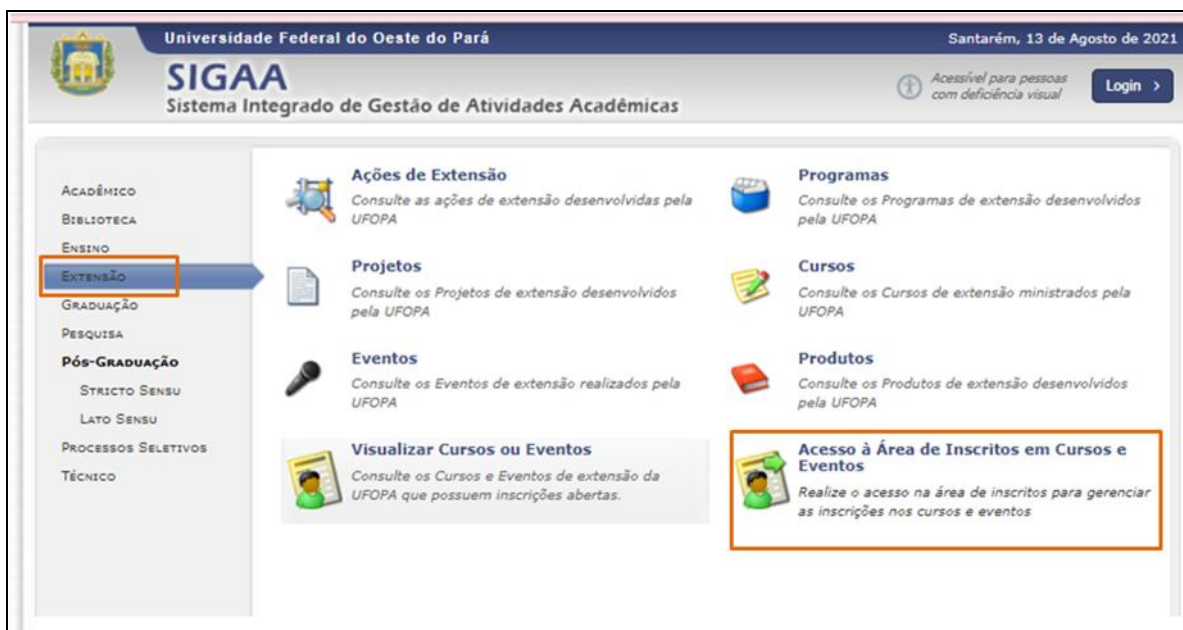 Universidade Federal do Oeste do Pará
Santarém, 13 de Agosto de 2021
SIGAA
Sistema Integrado de Gestão de Atividades Acadêmicas
Acessível para pessoas
com deficiência visual
Login >
Acadêmico
Biblioteca
Ensino
Extensão
Graduação
Pesquisa
Pós-Graduação
Stricto Sensu
Lato Sensu
Processos Seletivos
Técnico
Ações de Extensão
Consulte as ações de extensão desenvolvidas pela
UFOPA
Programas
Consulte os Programas de extensão desenvolvidos
pela UFOPA
Projetos
Consulte os Projetos de extensão desenvolvidos
pela UFOPA
Cursos
Consulte os Cursos de extensão ministrados pela
UFOPA
Eventos
Consulte os Eventos de extensão realizados pela
UFOPA
Produtos
Consulte os Produtos de extensão desenvolvidos
pela UFOPA
Visualizar Cursos ou Eventos
Consulte os Cursos e Eventos de extensão da
UFOPA que possuem inscrições abertas.
Acesso à Área de Inscritos em Cursos e
Eventos
Realize o acesso na área de inscritos para gerenciar
as inscrições nos cursos e eventos